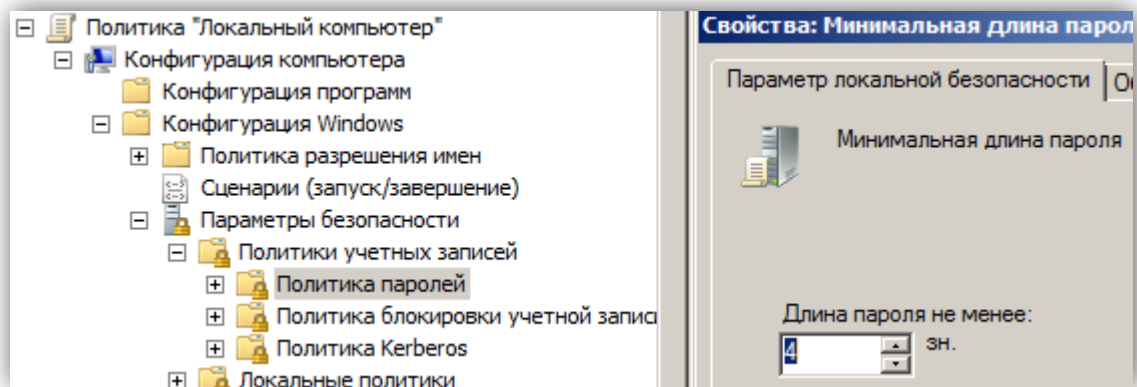 Политика "Локальный компьютер"
Конфигурация компьютера
Конфигурация программ
Конфигурация Windows
Политика разрешения имен
Сценарии (запуск/завершение)
Параметры безопасности
Политики учетных записей
Политика паролей
Политика блокировки учетной запис
Политика Kerberos
Локальные политики
Свойства: Минимальная длина парол
Параметр локальной безопасности
Минимальная длина пароля
Длина пароля не менее:
4 зн.